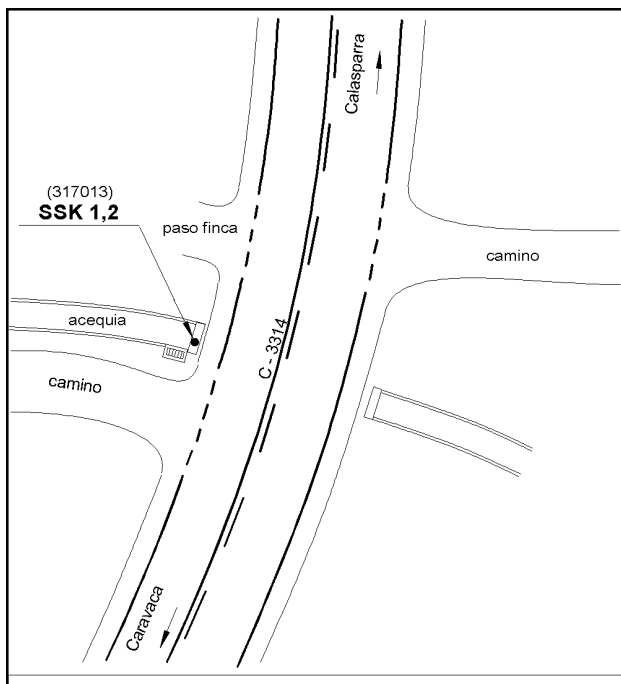 Calasparra
(317013)
SSK 1,2
paso finca
camino
acequia
C - 3314
camino
Caravaca